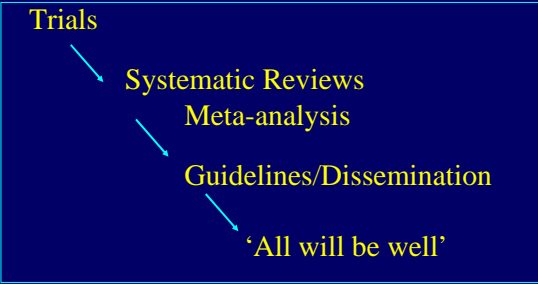 Trials
Systematic Reviews
Meta-analysis
Guidelines/Dissemination
‘All will be well’